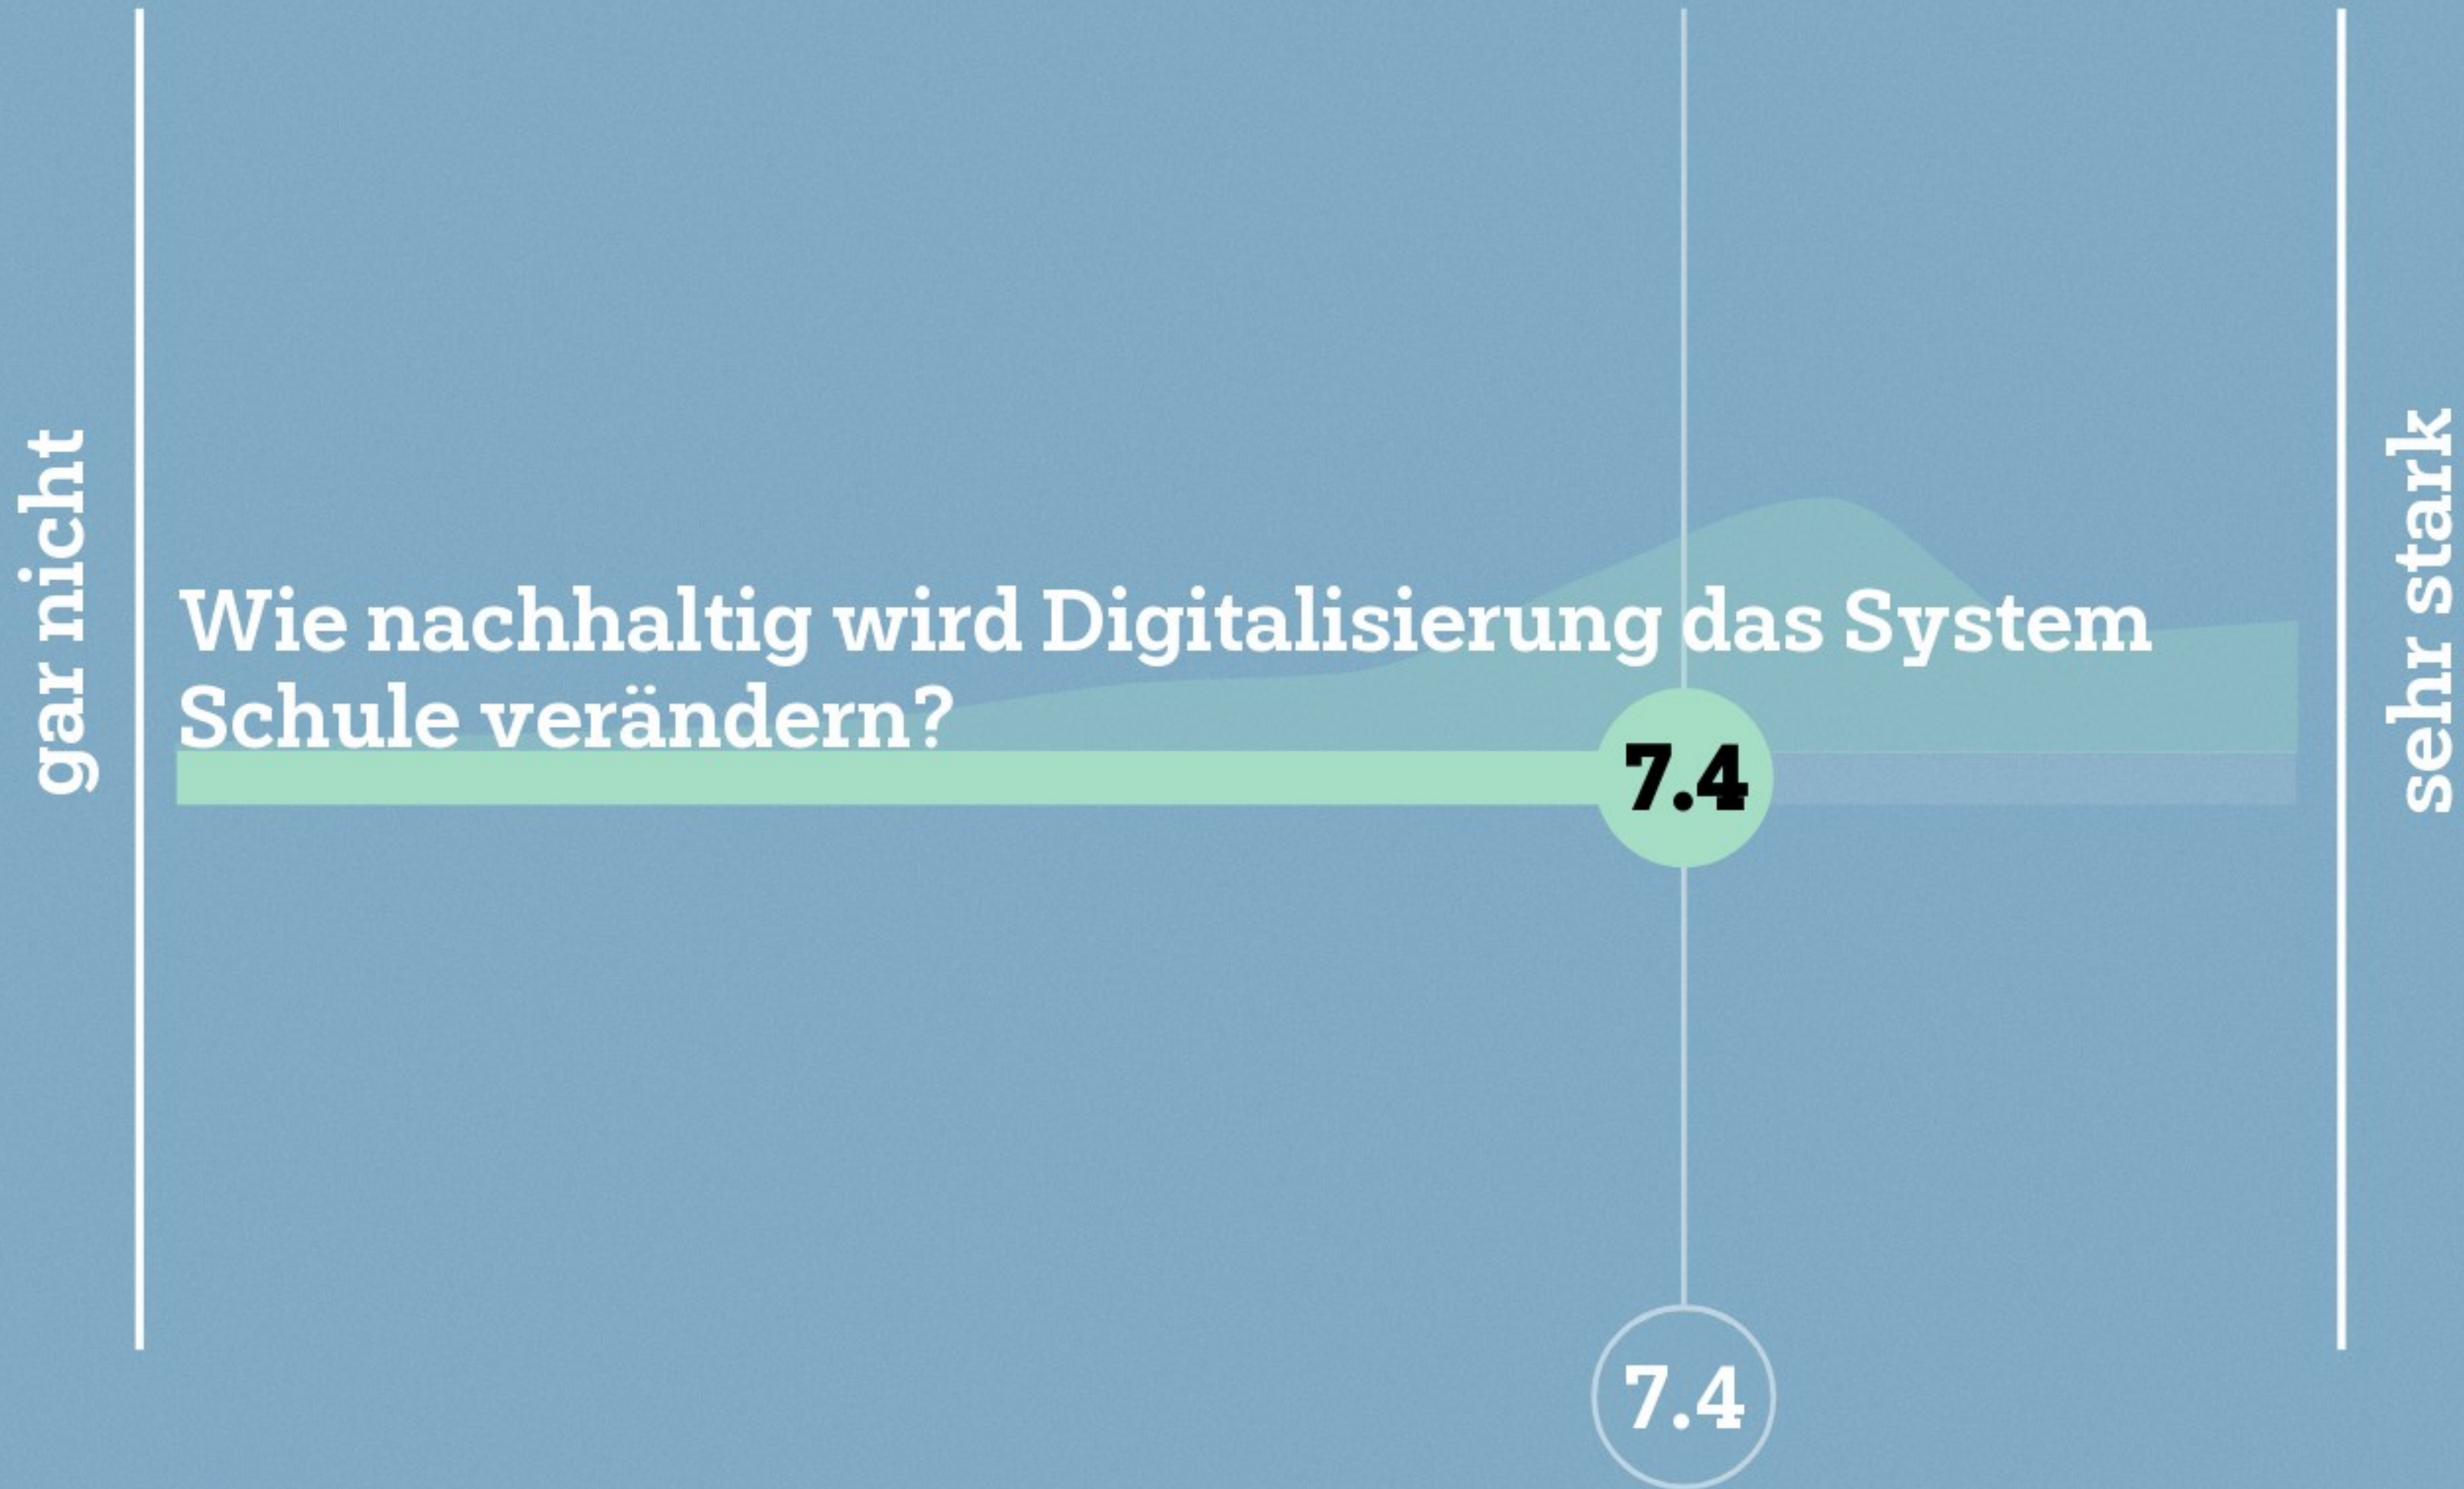 gar nicht
Wie nachhaltig wird Digitalisierung das System
Schule verändern?
7.4
7.4
sehr stark